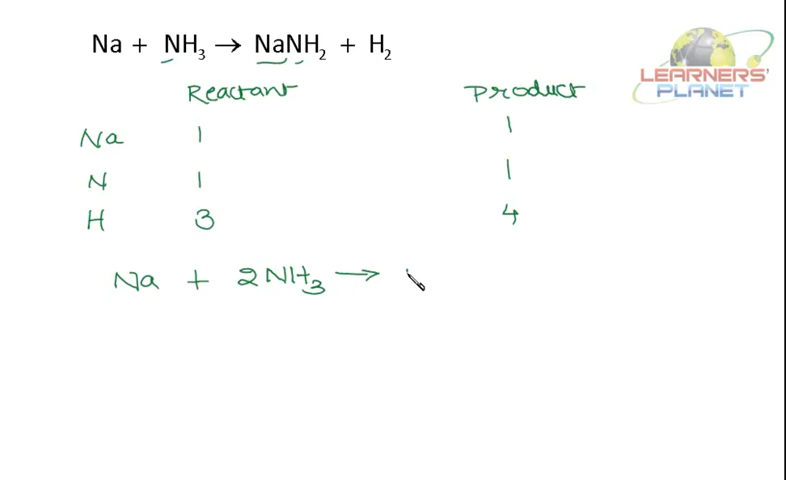 Na + NH₃ → NaNH₂ + H₂
LEARNERS'
PLANET
Reactant Product
Na 1 1
N 1 1
H 3 4
Na + 2NH₃ →